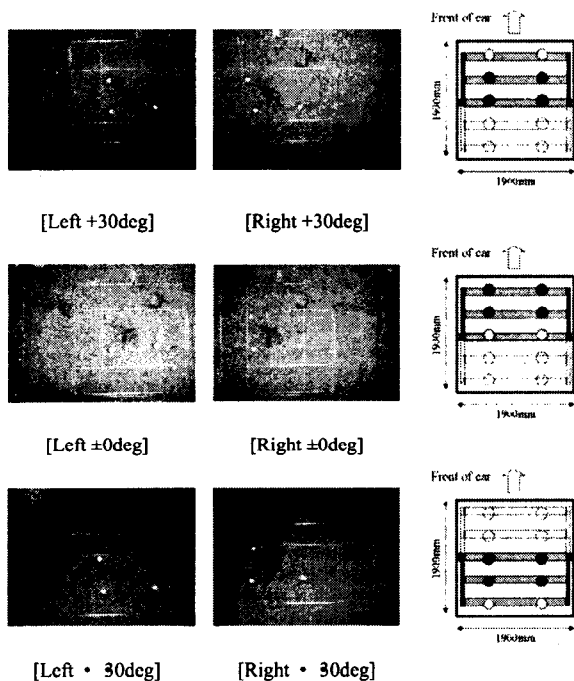 Front of car
1900mm
1900mm
[Left +30deg] [Right +30deg]
Front of car
1900mm
1900mm
[Left ±0deg] [Right ±0deg]
Front of car
1900mm
1900mm
[Left • 30deg] [Right • 30deg]